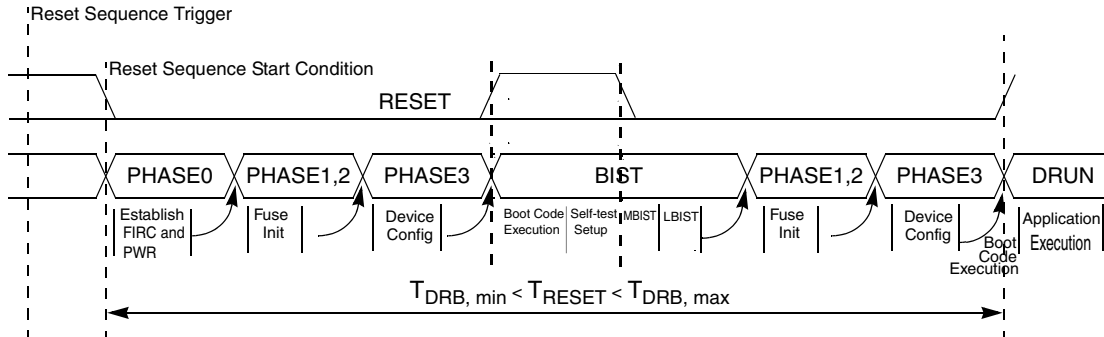 Reset Sequence Trigger
Reset Sequence Start Condition
RESET
PHASE0
PHASE1,2
PHASE3
BIST
PHASE1,2
PHASE3
DRUN
Establish
FIRC and
PWR
Fuse
Init
Device
Config
Boot Code
Execution
Self-test
Setup
MBIST
LBIST
Fuse
Init
Device
Config
Boot
Code
Execution
Application
Execution
TDRB, min < TRESET < TDRB, max